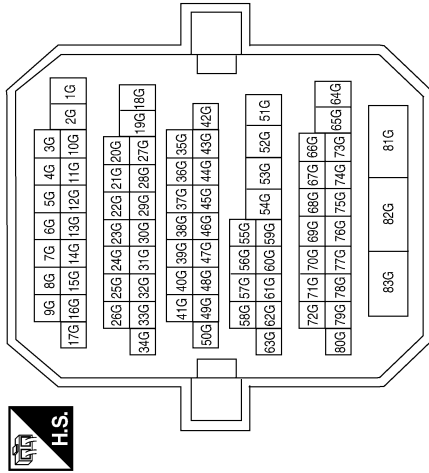 H.S.
9G 8G 7G 6G 5G 4G 3G
17G 16G 15G 14G 13G 12G 11G 10G 2G 1G
26G 25G 24G 23G 22G 21G 20G
34G 33G 32G 31G 30G 29G 28G 27G 19G 18G
41G 40G 39G 38G 37G 36G 35G
50G 49G 48G 47G 46G 45G 44G 43G 42G
58G 57G 56G 55G
63G 62G 61G 60G 59G 54G 53G 52G 51G
72G 71G 70G 69G 68G 67G 66G
80G 79G 78G 77G 76G 75G 74G 73G 65G 64G
83G 82G 81G